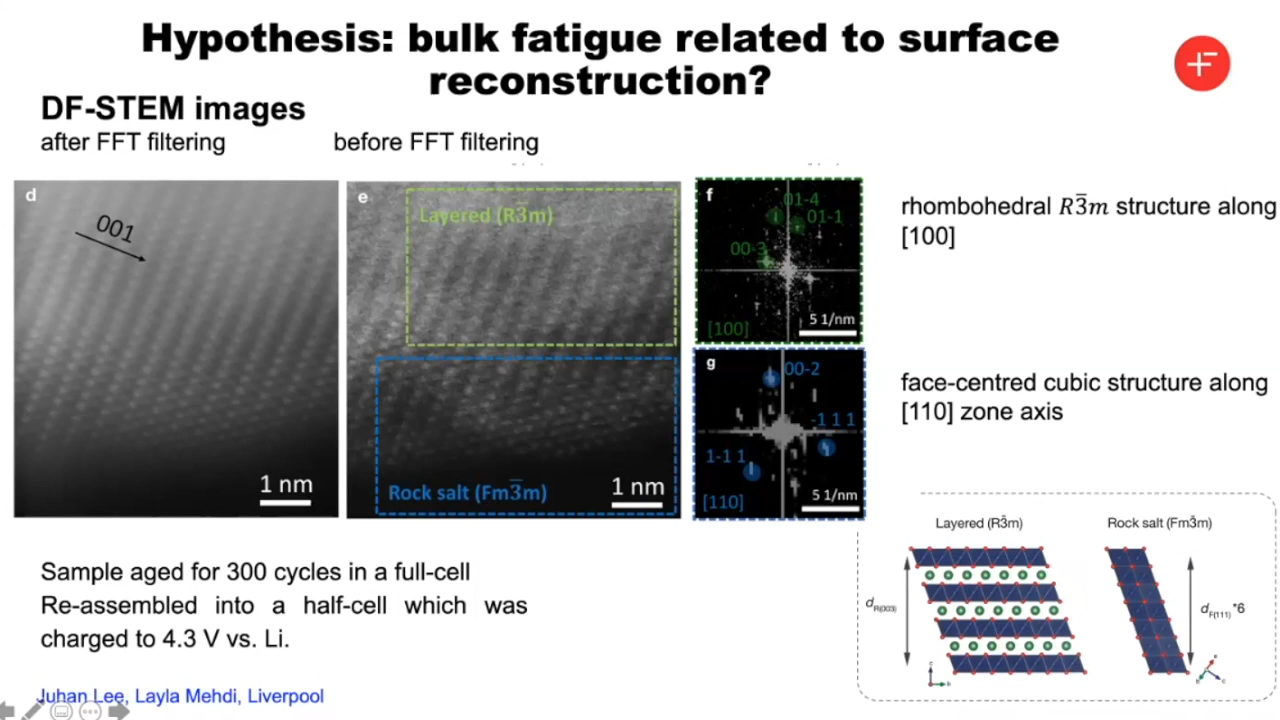 Hypothesis: bulk fatigue related to surface
reconstruction?
DF-STEM images
after FFT filtering
before FFT filtering
d
001
1 nm
e
Layered (R3̅m)
Rock salt (Fm3̅m)
1 nm
f
01-4
01-1
00-3
[100]
5 1/nm
g
00-2
-1 1 1
1-1 1
[110]
5 1/nm
rhombohedral R3̅m structure along
[100]
face-centred cubic structure along
[110] zone axis
Layered (R3̅m)
Rock salt (Fm3̅m)
dR(003)
dF(111)*6
Sample aged for 300 cycles in a full-cell
Re-assembled into a half-cell which was
charged to 4.3 V vs. Li.
Juhan Lee, Layla Mehdi, Liverpool